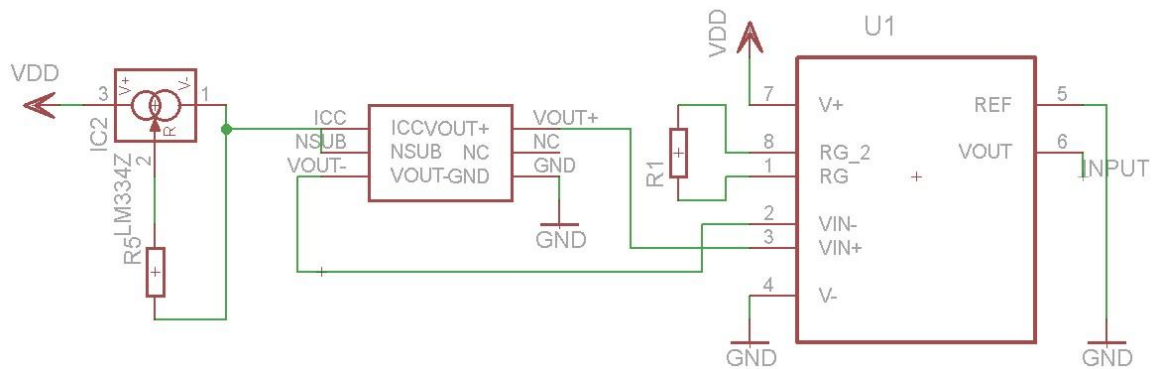 VDD
3
V+
V-
1
R
2
IC2
LM334Z
R5
ICC
NSUB
VOUT-
ICCVOUT+
NSUB NC
VOUT-GND
VOUT+
NC
GND
GND
VDD
R1
U1
7
8
1
2
3
4
V+
RG_2
RG
VIN-
VIN+
V-
REF
VOUT
5
6
INPUT
GND
GND